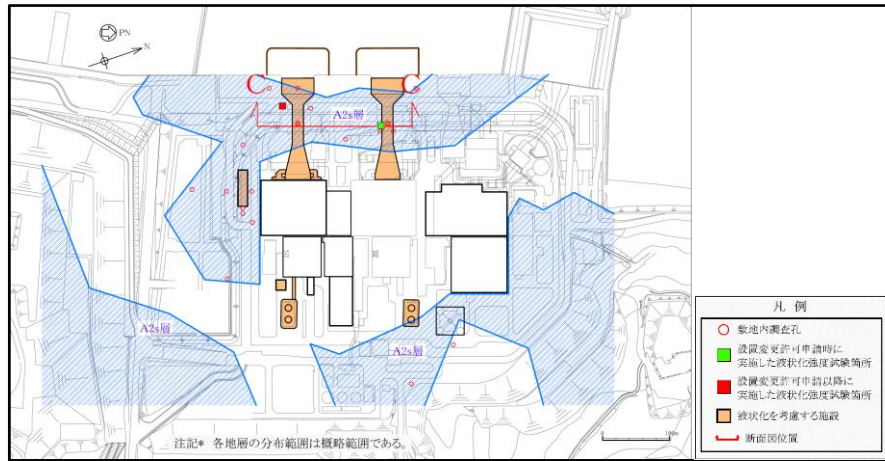 PN
N
C
C
A2s層
A2s層
A2s層
注記* 各地層の分布範囲は概略範囲である。
0
100m
凡 例
敷地内調査孔
設置変更許可申請時に
実施した液状化強度試験箇所
設置変更許可申請以降に
実施した液状化強度試験箇所
液状化を考慮する施設
断面図位置